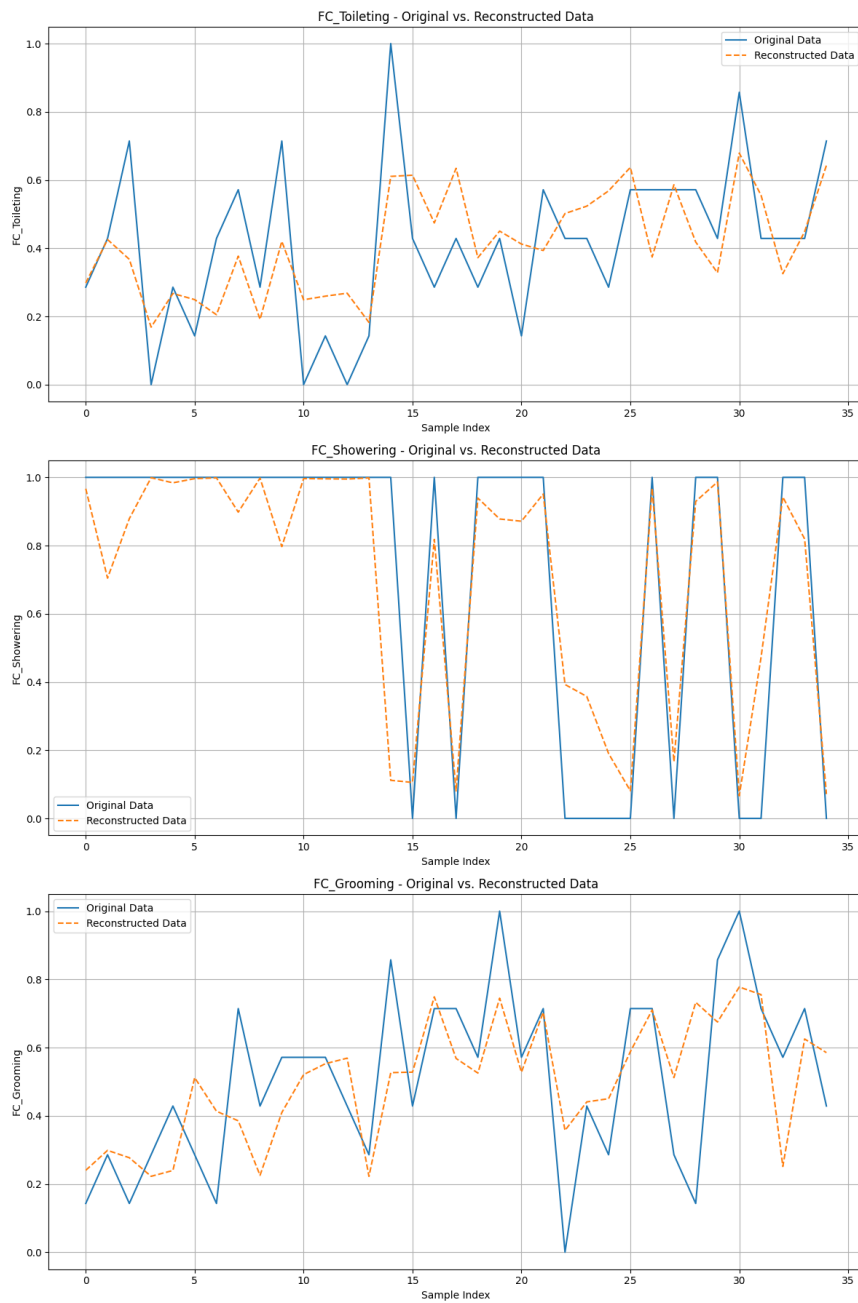 FC_Toileting - Original vs. Reconstructed Data
Original Data
Reconstructed Data
1.0
0.8
0.6
0.4
0.2
0.0
FC_Toileting
0 5 10 15 20 25 30 35
Sample Index
FC_Showering - Original vs. Reconstructed Data
1.0
0.8
0.6
0.4
0.2
0.0
FC_Showering
Original Data
Reconstructed Data
0 5 10 15 20 25 30 35
Sample Index
FC_Grooming - Original vs. Reconstructed Data
Original Data
Reconstructed Data
1.0
0.8
0.6
0.4
0.2
0.0
FC_Grooming
0 5 10 15 20 25 30 35
Sample Index